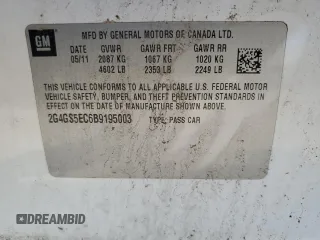 GM
MFD BY GENERAL MOTORS OF CANADA LTD.
DATE GVWR GAWR FRT GAWR RR
05/11 2087 KG 1067 KG 1020 KG
4602 LB 2353 LB 2249 LB
THIS VEHICLE CONFORMS TO ALL APPLICABLE U.S. FEDERAL MOTOR
VEHICLE SAFETY, BUMPER, AND THEFT PREVENTION STANDARDS
IN EFFECT ON THE DATE OF MANUFACTURE SHOWN ABOVE.
2G4GS5EC6B9195003 TYPE: PASS CAR
DREAMBID